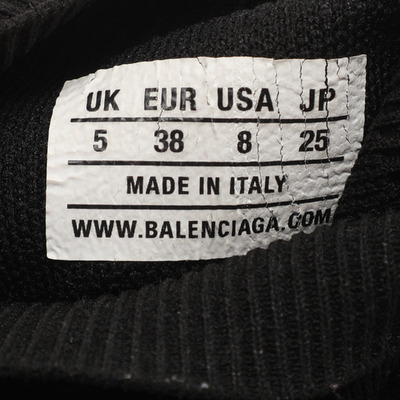 UK EUR USA JP
5 38 8 25
MADE IN ITALY
WWW.BALENCIAGA.COM